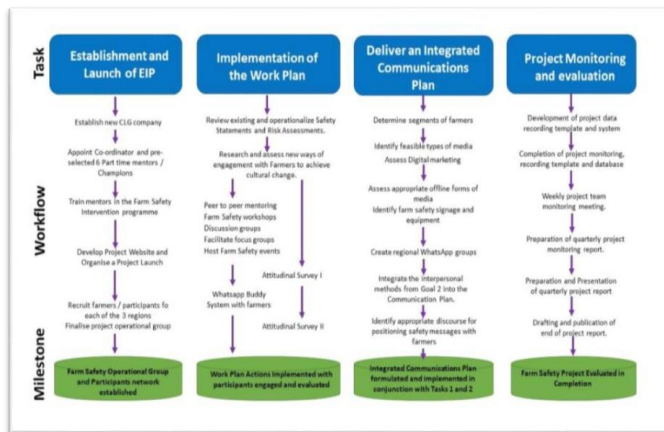 Task
Workflow
Milestone
Establishment and
Launch of EIP
Establish new CLG company
Appoint Co-ordinator and pre-
selected 6 Part time mentors /
Champions
Train mentors in the Farm Safety
Intervention programme
Develop Project Website and
Organise a Project Launch
Recruit farmers / participants fo
each of the 3 regions
Finalise project operational group
Farm Safety Operational Group
and Participants network
established
Implementation of
the Work Plan
Review existing and operationalize Safety
Statements and Risk Assessments.
Research and assess new ways of
engagement with Farmers to achieve
cultural change.
Peer to peer mentoring
Farm Safety workshops
Discussion groups
Facilitate focus groups
Host Farm Safety events
Attitudinal Survey I
Whatsapp Buddy
System with farmers
Attitudinal Survey II
Work Plan Actions Implemented with
participants engaged and evaluated
Deliver an Integrated
Communications
Plan
Determine segments of farmers
Identify feasible types of media
Assess Digital marketing
Assess appropriate offline forms of
media
Identify farm safety signage and
equipment
Create regional WhatsApp groups
Integrate the interpersonal
methods from Goal 2 into the
Communication Plan.
Identify appropriate discourse for
positioning safety messages with
farmers
Integrated Communications Plan
formulated and implemented in
conjunction with Tasks 1 and 2
Project Monitoring
and evaluation
Development of project data
recording template and system
Completion of project monitoring,
recording template and database
Weekly project team
monitoring meeting.
Preparation of quarterly project
monitoring report.
Preparation and Presentation
of quarterly project report
Drafting and publication of
end of project report.
Farm Safety Project Evaluated in
Completion